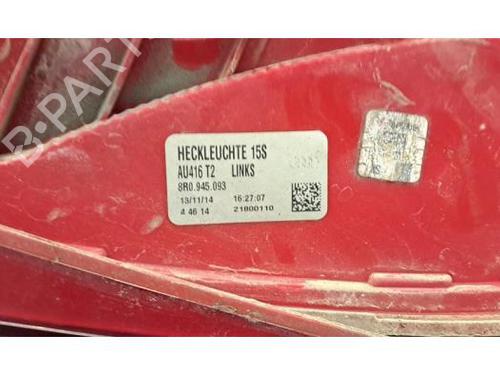 B-PARTS
HECKLEUCHTE 15S
AU416 T2 LINKS
8R0.945.093
13/11/14 16:27:07
4 46 14 21800110